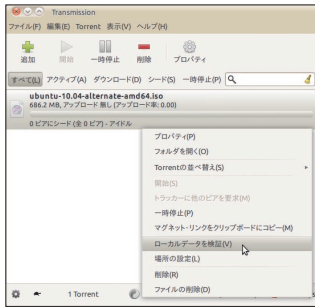 Transmission
ファイル(F) 編集(E) Torrent 表示(V) ヘルプ(H)
追加 開始 一時停止 削除 プロパティ
すべて(L) アクティブ(A) ダウンロード(D) シード(S) 一時停止(P)
ubuntu-10.04-alternate-amd64.iso
686.2 MB, アップロード 無し (アップロード率: 0.00)
0 ピアにシード (全 0 ピア) - アイドル
プロパティ(P)
フォルダを開く(O)
Torrentの並べ替え(S)
開始(S)
トラッカーに他のピアを要求(M)
一時停止(P)
マグネット・リンクをクリップボードにコピー(M)
ローカルデータを検証(V)
場所の設定(L)
削除(R)
ファイルの削除(D)
1 Torrent